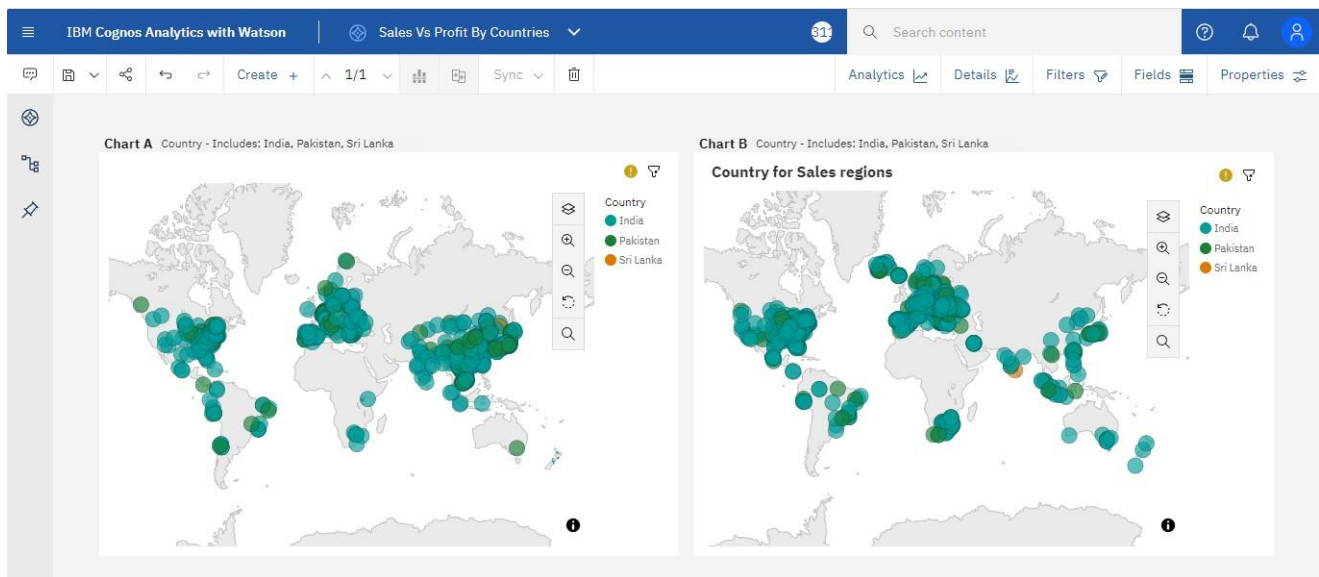 IBM Cognos Analytics with Watson
Sales Vs Profit By Countries
311
Search content
Create +
1/1
Sync
Analytics
Details
Filters
Fields
Properties
Chart A Country - Includes: India, Pakistan, Sri Lanka
Country
India
Pakistan
Sri Lanka
Chart B Country - Includes: India, Pakistan, Sri Lanka
Country for Sales regions
Country
India
Pakistan
Sri Lanka